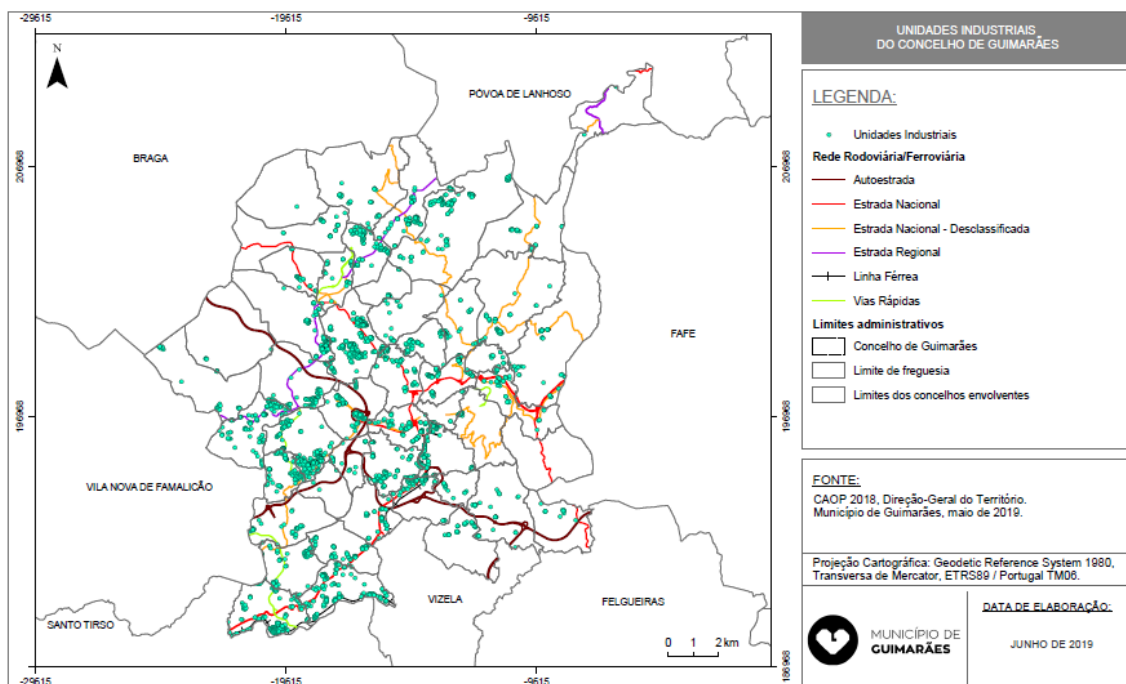 -29615
-19615
-9615
N
PÓVOA DE LANHOSO
BRAGA
206968
206968
FAFE
196968
196968
VILA NOVA DE FAMALICÃO
VIZELA
FELGUEIRAS
SANTO TIRSO
0 1 2 km
186968
-29615
-19615
-9615
UNIDADES INDUSTRIAIS
DO CONCELHO DE GUIMARÃES
LEGENDA:
Unidades Industriais
Rede Rodoviária/Ferroviária
Autoestrada
Estrada Nacional
Estrada Nacional - Desclassificada
Estrada Regional
Linha Férrea
Vias Rápidas
Limites administrativos
Concelho de Guimarães
Limite de freguesia
Limites dos concelhos envolventes
FONTE:
CAOP 2018, Direção-Geral do Território.
Município de Guimarães, maio de 2019.
Projeção Cartográfica: Geodetic Reference System 1980,
Transversa de Mercator, ETRS89 / Portugal TM06.
MUNICÍPIO DE
GUIMARÃES
DATA DE ELABORAÇÃO:
JUNHO DE 2019